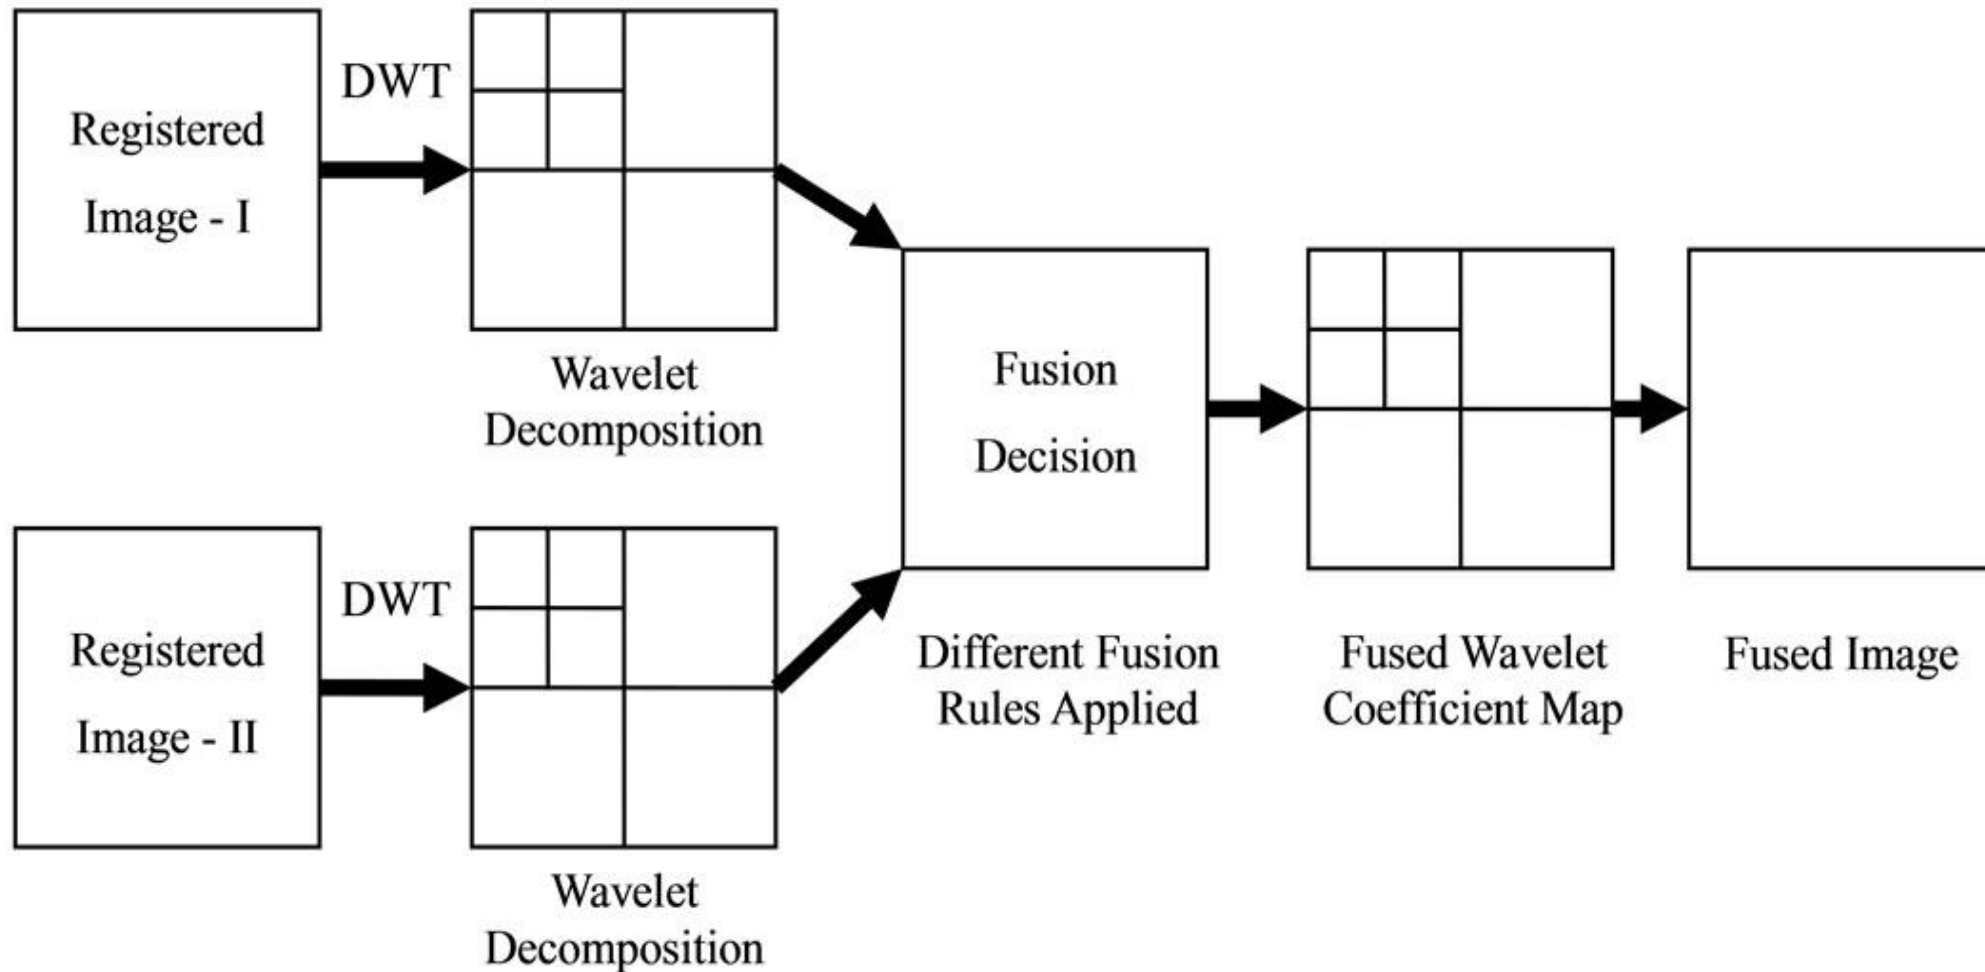 Registered
Image - I
DWT
Wavelet
Decomposition
Registered
Image - II
DWT
Wavelet
Decomposition
Fusion
Decision
Different Fusion
Rules Applied
Fused Wavelet
Coefficient Map
Fused Image